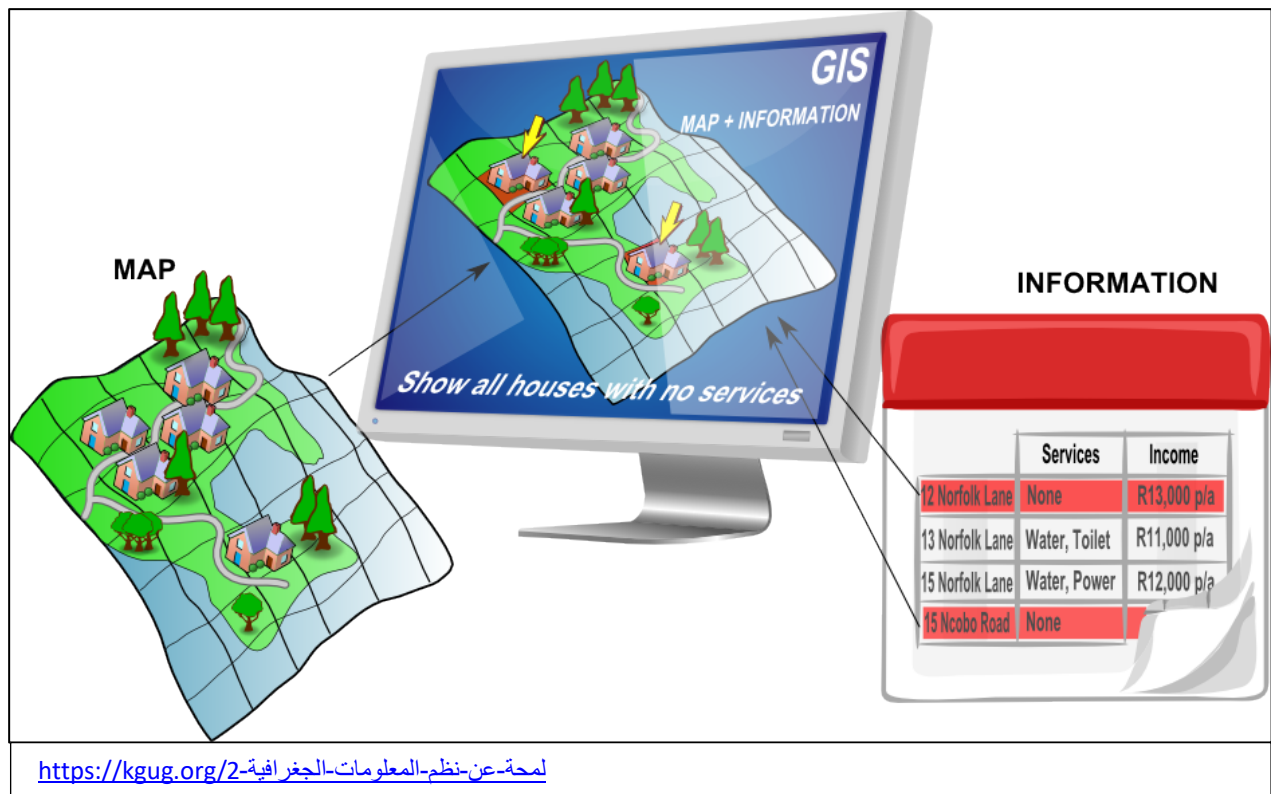 GIS
MAP + INFORMATION
MAP
Show all houses with no services
INFORMATION
Services Income
12 Norfolk Lane None R13,000 p/a
13 Norfolk Lane Water, Toilet R11,000 p/a
15 Norfolk Lane Water, Power R12,000 p/a
15 Ncobo Road None
https://kgug.org/2-لمحة-عن-نظم-المعلومات-الجغرافية